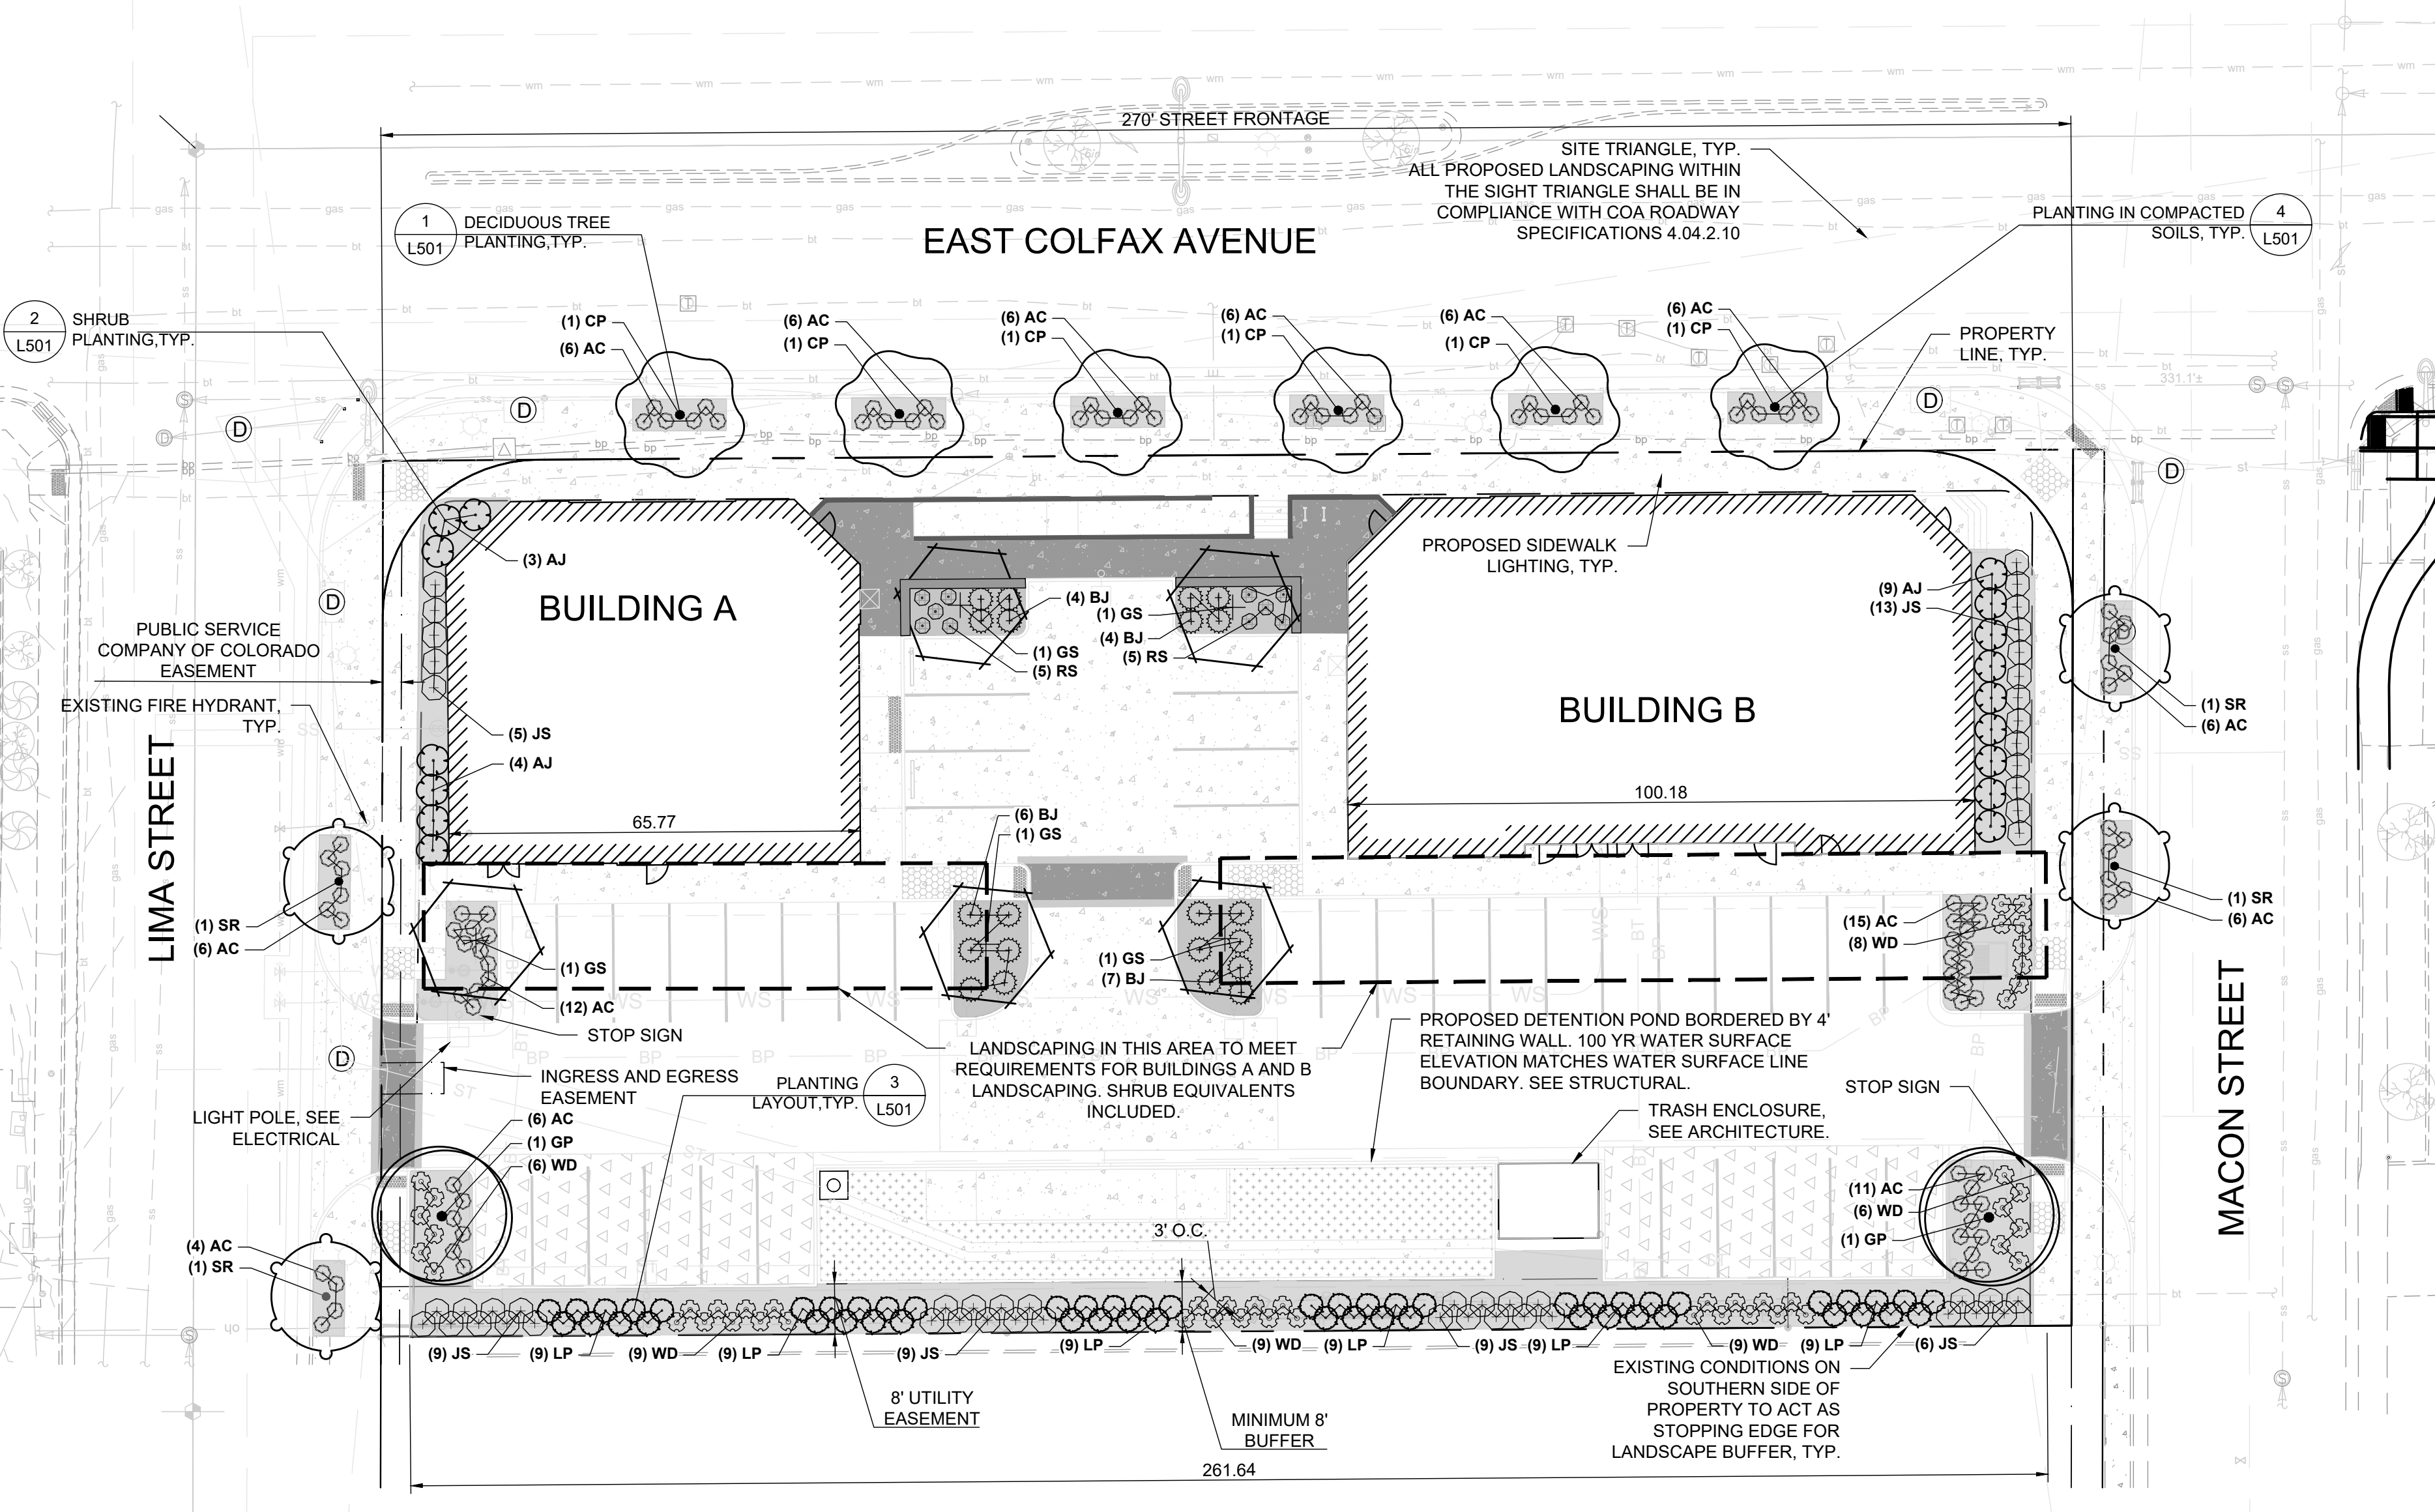 270' STREET FRONTAGE
SITE TRIANGLE, TYP.
ALL PROPOSED LANDSCAPING WITHIN
THE SIGHT TRIANGLE SHALL BE IN
COMPLIANCE WITH COA ROADWAY
SPECIFICATIONS 4.04.2.10
1
L501
DECIDUOUS TREE
PLANTING,TYP.
EAST COLFAX AVENUE
PLANTING IN COMPACTED
SOILS, TYP.
4
L501
2
L501
SHRUB
PLANTING,TYP.
(1) CP
(6) AC
(6) AC
(1) CP
(6) AC
(1) CP
(6) AC
(1) CP
(6) AC
(1) CP
(6) AC
(1) CP
PROPERTY
LINE, TYP.
331.1'±
(3) AJ
BUILDING A
PUBLIC SERVICE
COMPANY OF COLORADO
EASEMENT
EXISTING FIRE HYDRANT,
TYP.
(5) JS
(4) AJ
65.77
(4) BJ
(1) GS
(5) RS
(1) GS
(4) BJ
(5) RS
PROPOSED SIDEWALK
LIGHTING, TYP.
BUILDING B
100.18
(9) AJ
(13) JS
(1) SR
(6) AC
LIMA STREET
(1) SR
(6) AC
(6) BJ
(1) GS
(1) GS
(12) AC
STOP SIGN
(1) GS
(7) BJ
(15) AC
(8) WD
(1) SR
(6) AC
MACON STREET
INGRESS AND EGRESS
EASEMENT
LIGHT POLE, SEE
ELECTRICAL
PLANTING
LAYOUT,TYP.
3
L501
LANDSCAPING IN THIS AREA TO MEET
REQUIREMENTS FOR BUILDINGS A AND B
LANDSCAPING. SHRUB EQUIVALENTS
INCLUDED.
PROPOSED DETENTION POND BORDERED BY 4'
RETAINING WALL. 100 YR WATER SURFACE
ELEVATION MATCHES WATER SURFACE LINE
BOUNDARY. SEE STRUCTURAL.
TRASH ENCLOSURE,
SEE ARCHITECTURE.
STOP SIGN
(6) AC
(1) GP
(6) WD
(11) AC
(6) WD
(1) GP
(4) AC
(1) SR
3' O.C.
(9) JS
(9) LP
(9) WD
(9) LP
(9) JS
(9) LP
(9) WD
(9) LP
(9) JS
(9) LP
(9) WD
(9) LP
(6) JS
8' UTILITY
EASEMENT
MINIMUM 8'
BUFFER
EXISTING CONDITIONS ON
SOUTHERN SIDE OF
PROPERTY TO ACT AS
STOPPING EDGE FOR
LANDSCAPE BUFFER, TYP.
261.64